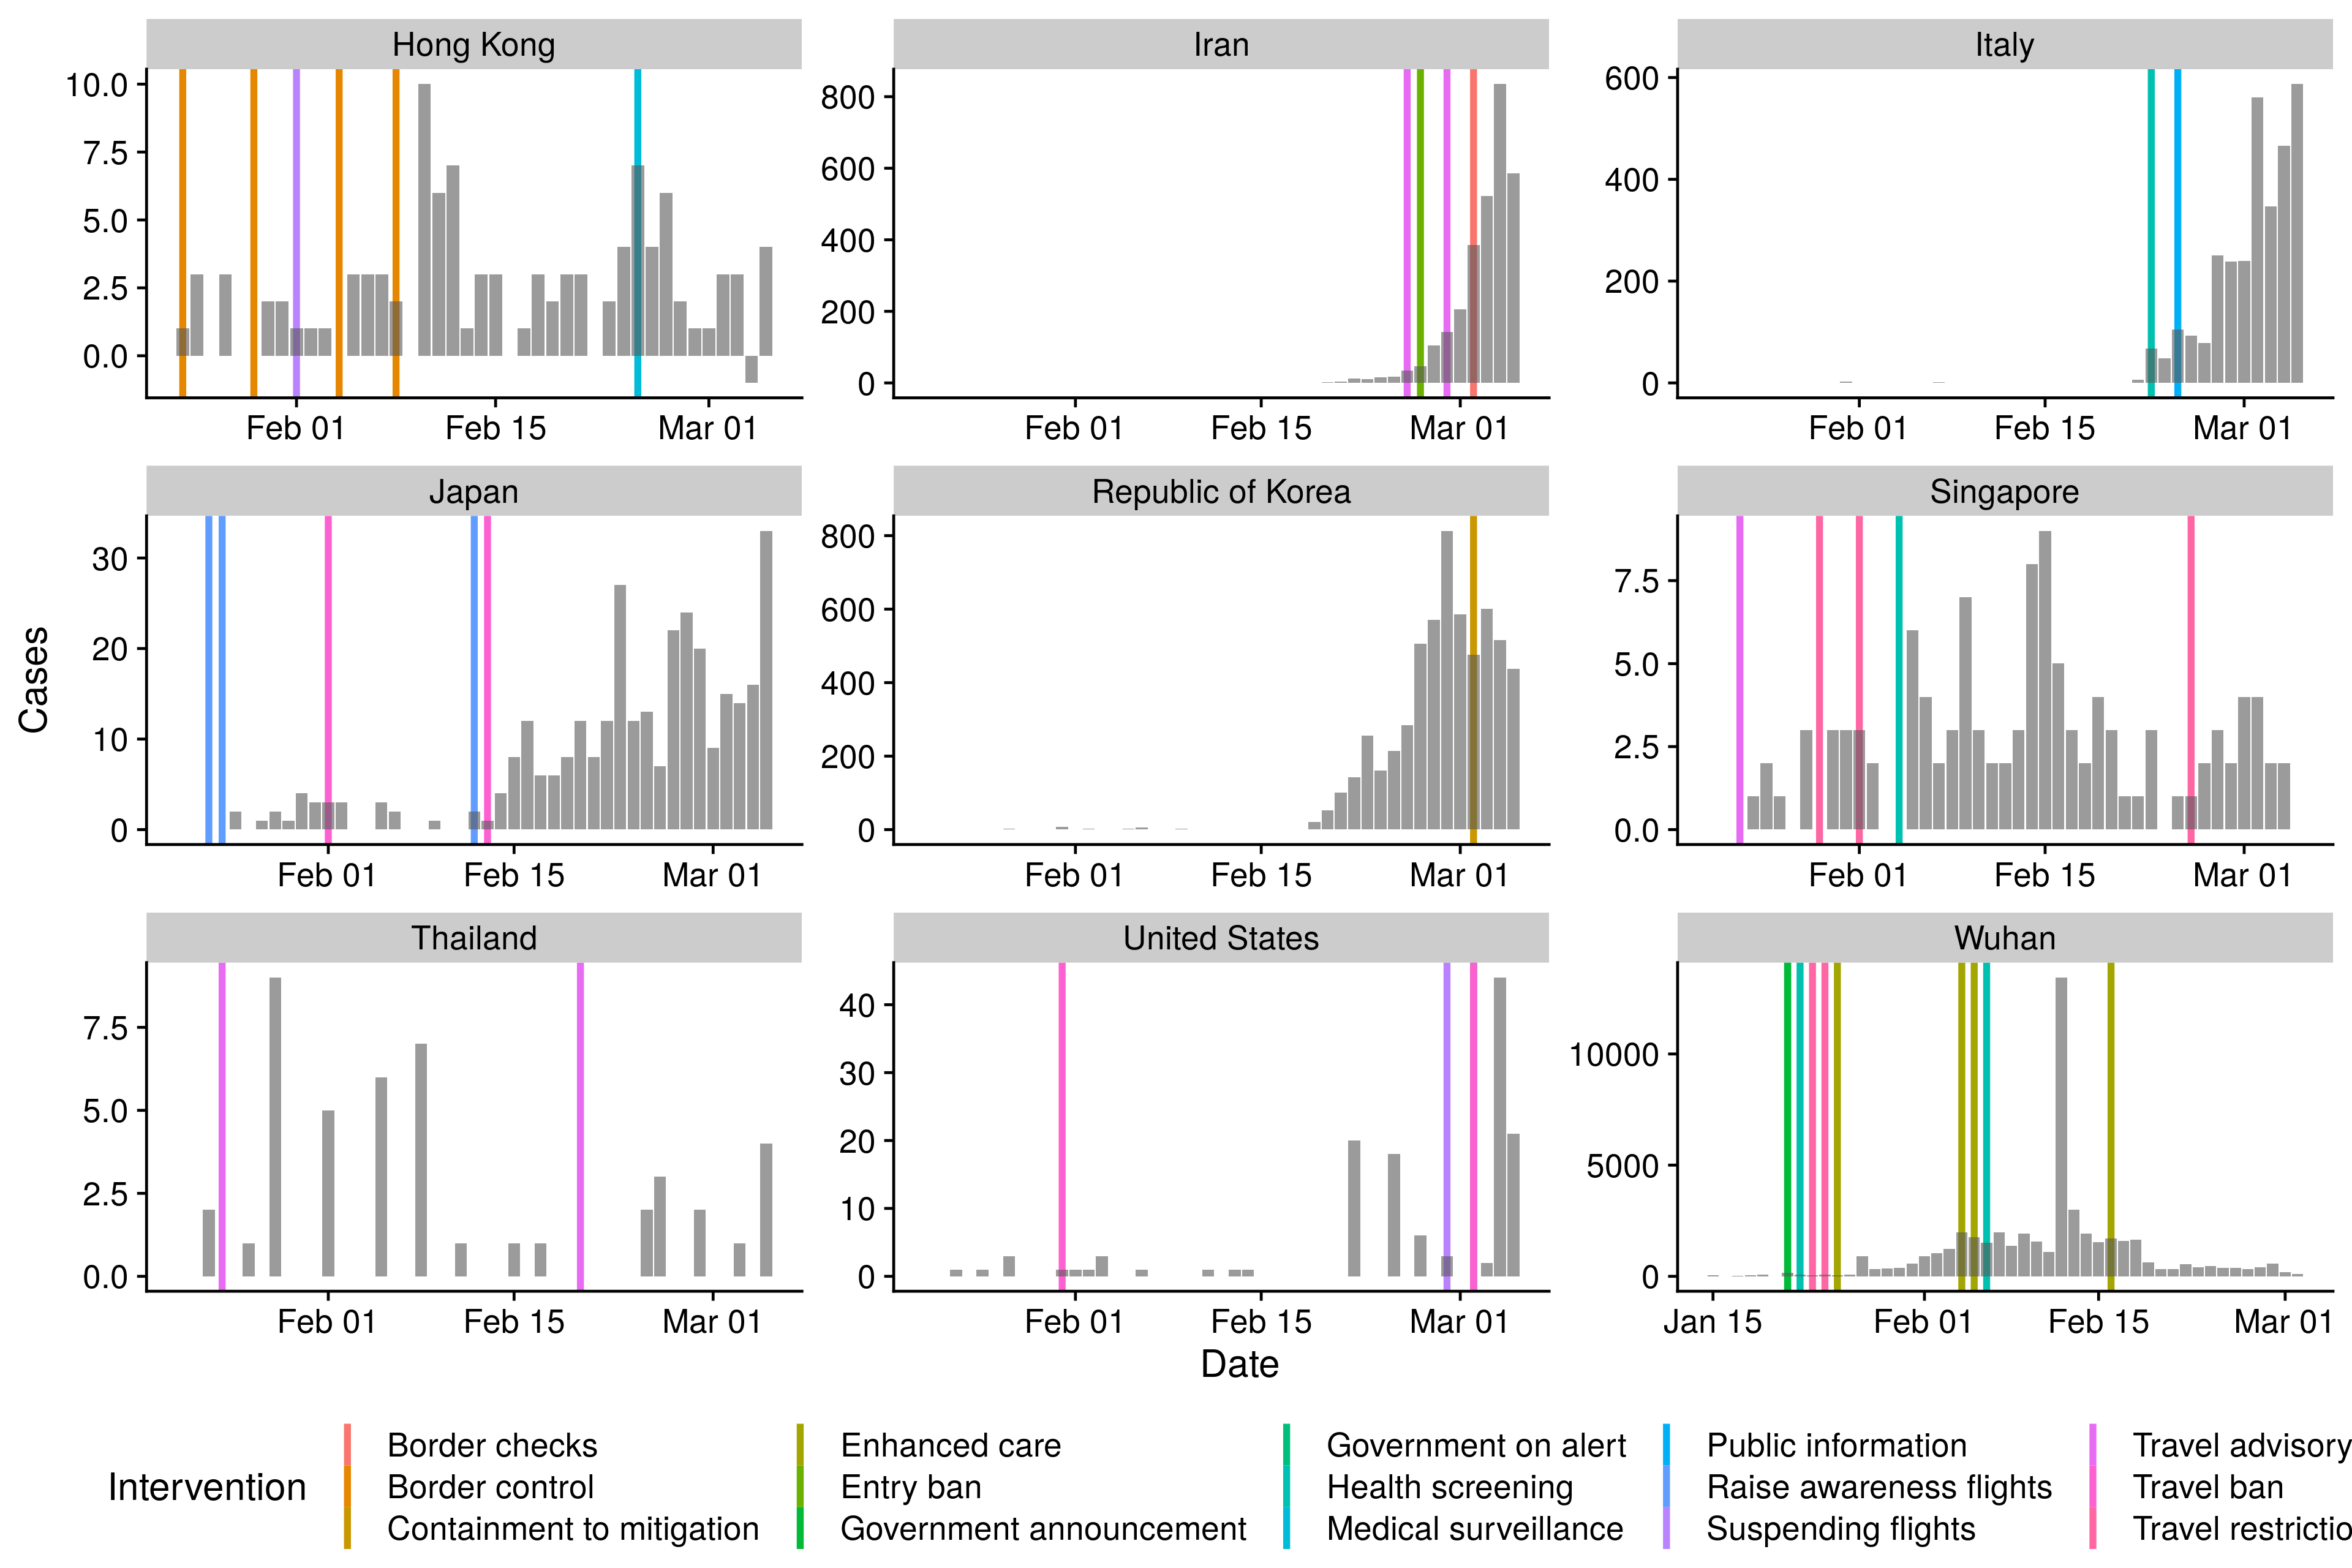 Hong Kong Iran Italy
10.0 7.5 5.0 2.5 0.0
Feb 01 Feb 15 Mar 01
800 600 400 200 0
Feb 01 Feb 15 Mar 01
600 400 200 0
Feb 01 Feb 15 Mar 01
Japan Republic of Korea Singapore
Cases
30 20 10 0
Feb 01 Feb 15 Mar 01
800 600 400 200 0
Feb 01 Feb 15 Mar 01
7.5 5.0 2.5 0.0
Feb 01 Feb 15 Mar 01
Thailand United States Wuhan
7.5 5.0 2.5 0.0
Feb 01 Feb 15 Mar 01
40 30 20 10 0
Feb 01 Feb 15 Mar 01
10000 5000 0
Jan 15 Feb 01 Feb 15 Mar 01
Date
Intervention
Border checks
Border control
Containment to mitigation
Enhanced care
Entry ban
Government announcement
Government on alert
Health screening
Medical surveillance
Public information
Raise awareness flights
Suspending flights
Travel advisory
Travel ban
Travel restrictio